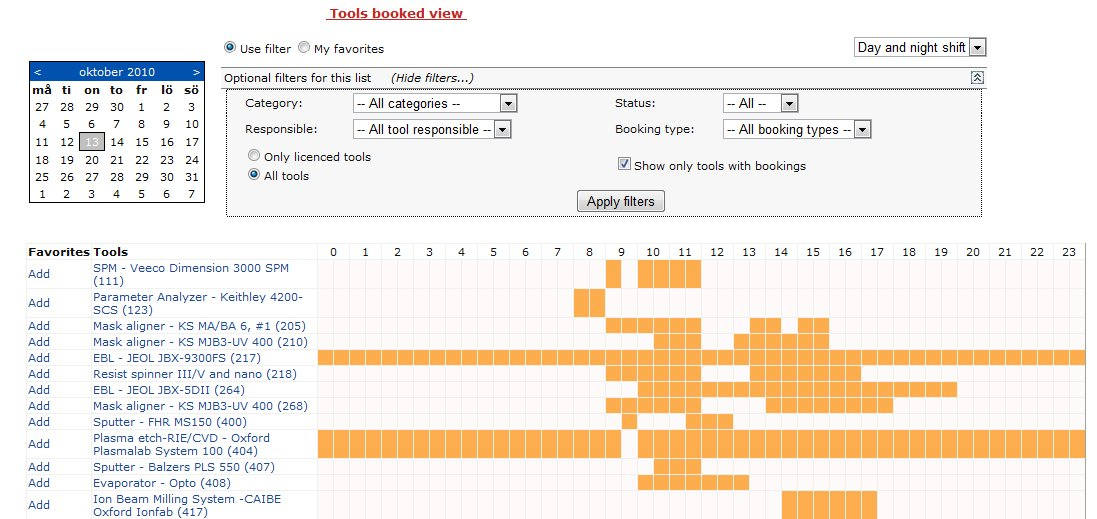 Tools booked view
Use filter My favorites Day and night shift
< oktober 2010 >
må ti on to fr lö sö
27 28 29 30 1 2 3
4 5 6 7 8 9 10
11 12 13 14 15 16 17
18 19 20 21 22 23 24
25 26 27 28 29 30 31
1 2 3 4 5 6 7
Optional filters for this list (Hide filters...)
Category: -- All categories -- Status: -- All --
Responsible: -- All tool responsible -- Booking type: -- All booking types --
Only licenced tools
All tools
Show only tools with bookings
Apply filters
Favorites Tools 0 1 2 3 4 5 6 7 8 9 10 11 12 13 14 15 16 17 18 19 20 21 22 23
Add SPM - Veeco Dimension 3000 SPM
(111)
Add Parameter Analyzer - Keithley 4200-
SCS (123)
Add Mask aligner - KS MA/BA 6, #1 (205)
Add Mask aligner - KS MJB3-UV 400 (210)
Add EBL - JEOL JBX-9300FS (217)
Add Resist spinner III/V and nano (218)
Add EBL - JEOL JBX-5DII (264)
Add Mask aligner - KS MJB3-UV 400 (268)
Add Sputter - FHR MS150 (400)
Add Plasma etch-RIE/CVD - Oxford
Plasmalab System 100 (404)
Add Sputter - Balzers PLS 550 (407)
Add Evaporator - Opto (408)
Add Ion Beam Milling System -CAIBE
Oxford Ionfab (417)